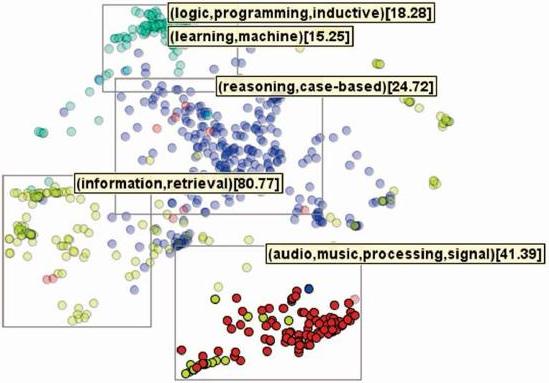 (logic,programming,inductive)[18.28]
(learning,machine)[15.25]
(reasoning,case-based)[24.72]
(information,retrieval)[80.77]
(audio,music,processing,signal)[41.39]